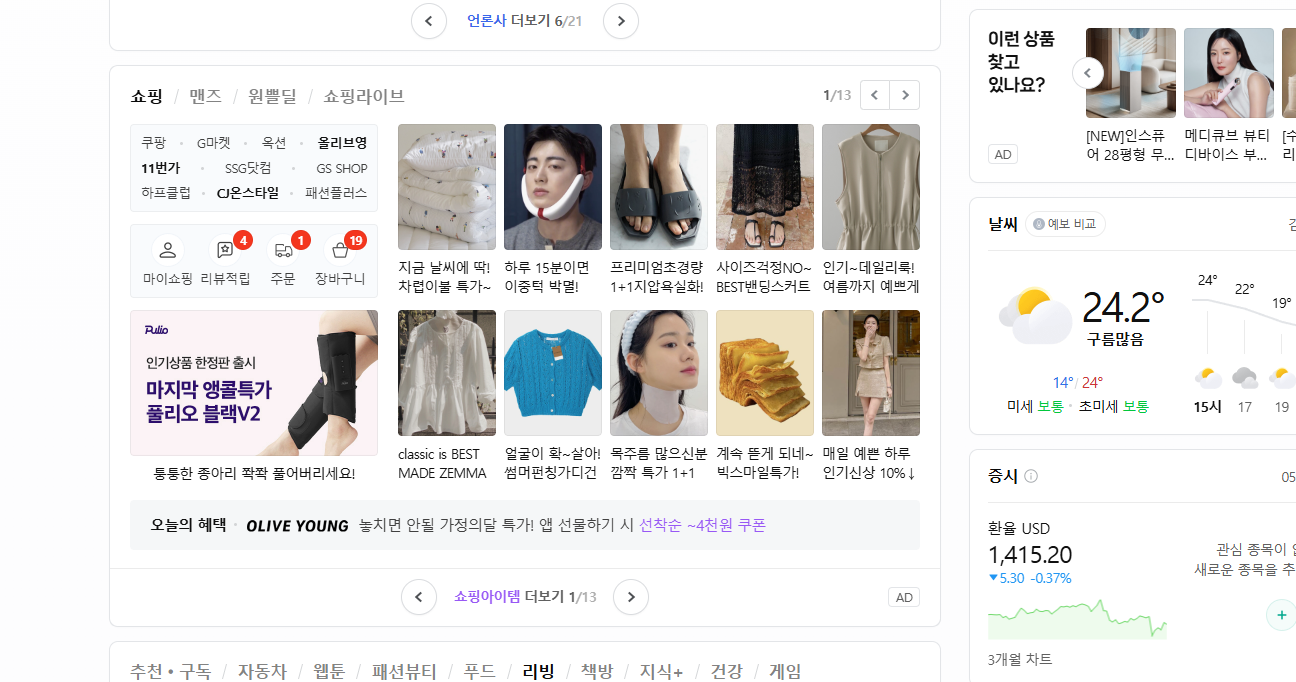 언론사 더보기 6/21
쇼핑 / 맨즈 / 원쁠딜 / 쇼핑라이브
1/13
쿠팡 · G마켓 · 옥션 · 올리브영
11번가 · SSG닷컴 · GS SHOP
하프클럽 · CJ온스타일 · 패션플러스
4 1 19
마이쇼핑 리뷰적립 주문 장바구니
Pulio
인기상품 한정판 출시
마지막 앵콜특가
풀리오 블랙V2
퉁퉁한 종아리 쫙쫙 풀어버리세요!
지금 날씨에 딱!
차렵이불 특가~
하루 15분이면
이중턱 박멸!
프리미엄초경량
1+1지압욕실화!
사이즈걱정NO~
BEST밴딩스커트
인기~데일리룩!
여름까지 예쁘게
classic is BEST
MADE ZEMMA
얼굴이 확~살아!
썸머펀칭가디건
목주름 많으신분
깜짝 특가 1+1
계속 뜯게 되네~
빅스마일특가!
매일 예쁜 하루
인기신상 10%↓
오늘의 혜택 · OLIVE YOUNG 놓치면 안될 가정의달 특가! 앱 선물하기 시 선착순 ~4천원 쿠폰
쇼핑아이템 더보기 1/13
AD
추천 • 구독 / 자동차 / 웹툰 / 패션뷰티 / 푸드 / 리빙 / 책방 / 지식+ / 건강 / 게임
이런 상품
찾고
있나요?
AD
[NEW]인스퓨
어 28평형 무...
메디큐브 뷰티
디바이스 부...
날씨 예보 비교
24.2°
구름많음
14°/ 24°
미세 보통 · 초미세 보통
24° 22° 19°
15시 17 19
증시
05
환율 USD
1,415.20
▼5.30 -0.37%
3개월 차트
관심 종목이
새로운 종목을 추